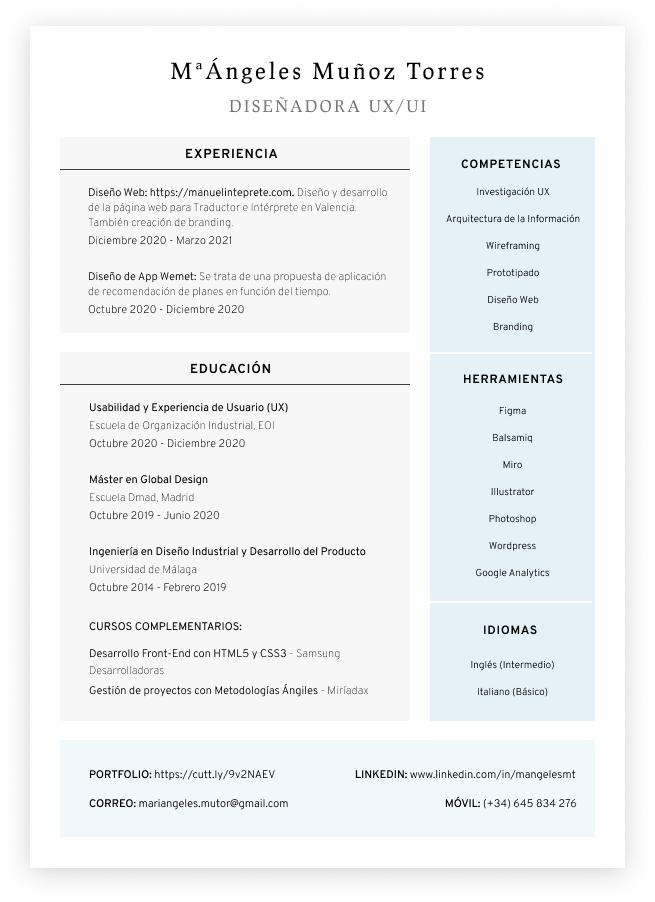 MªÁngeles Muñoz Torres
DISEÑADORA UX/UI
EXPERIENCIA
Diseño Web: https://manuelinteprete.com. Diseño y desarrollo
de la página web para Traductor e Intérprete en Valencia.
También creación de branding.
Diciembre 2020 - Marzo 2021
Diseño de App Wemet: Se trata de una propuesta de aplicación
de recomendación de planes en función del tiempo.
Octubre 2020 - Diciembre 2020
EDUCACIÓN
Usabilidad y Experiencia de Usuario (UX)
Escuela de Organización Industrial, EOI
Octubre 2020 - Diciembre 2020
Máster en Global Design
Escuela Dmad, Madrid
Octubre 2019 - Junio 2020
Ingeniería en Diseño Industrial y Desarrollo del Producto
Universidad de Málaga
Octubre 2014 - Febrero 2019
CURSOS COMPLEMENTARIOS:
Desarrollo Front-End con HTML5 y CSS3 - Samsung
Desarrolladoras
Gestión de proyectos con Metodologías Ángiles - Miríadax
COMPETENCIAS
Investigación UX
Arquitectura de la Información
Wireframing
Prototipado
Diseño Web
Branding
HERRAMIENTAS
Figma
Balsamiq
Miro
Illustrator
Photoshop
Wordpress
Google Analytics
IDIOMAS
Inglés (Intermedio)
Italiano (Básico)
PORTFOLIO: https://cutt.ly/9v2NAEV
LINKEDIN: www.linkedin.com/in/mangelesmt
CORREO: mariangeles.mutor@gmail.com
MÓVIL: (+34) 645 834 276